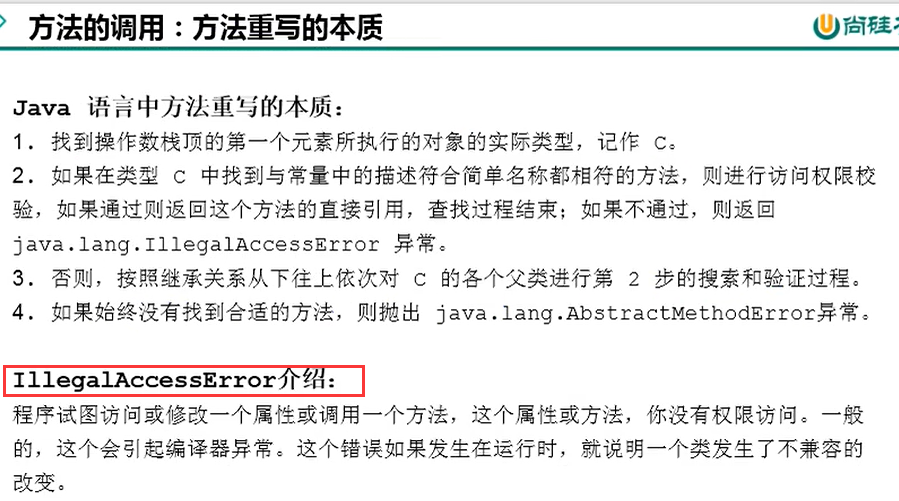 方法的调用：方法重写的本质
尚硅
Java 语言中方法重写的本质：
1. 找到操作数栈顶的第一个元素所执行的对象的实际类型，记作 C。
2. 如果在类型 C 中找到与常量中的描述符合简单名称都相符的方法，则进行访问权限校
验，如果通过则返回这个方法的直接引用，查找过程结束；如果不通过，则返回
java.lang.IllegalAccessError 异常。
3. 否则，按照继承关系从下往上依次对 C 的各个父类进行第 2 步的搜索和验证过程。
4. 如果始终没有找到合适的方法，则抛出 java.lang.AbstractMethodError异常。
IllegalAccessError介绍：
程序试图访问或修改一个属性或调用一个方法，这个属性或方法，你没有权限访问。一般
的，这个会引起编译器异常。这个错误如果发生在运行时，就说明一个类发生了不兼容的
改变。